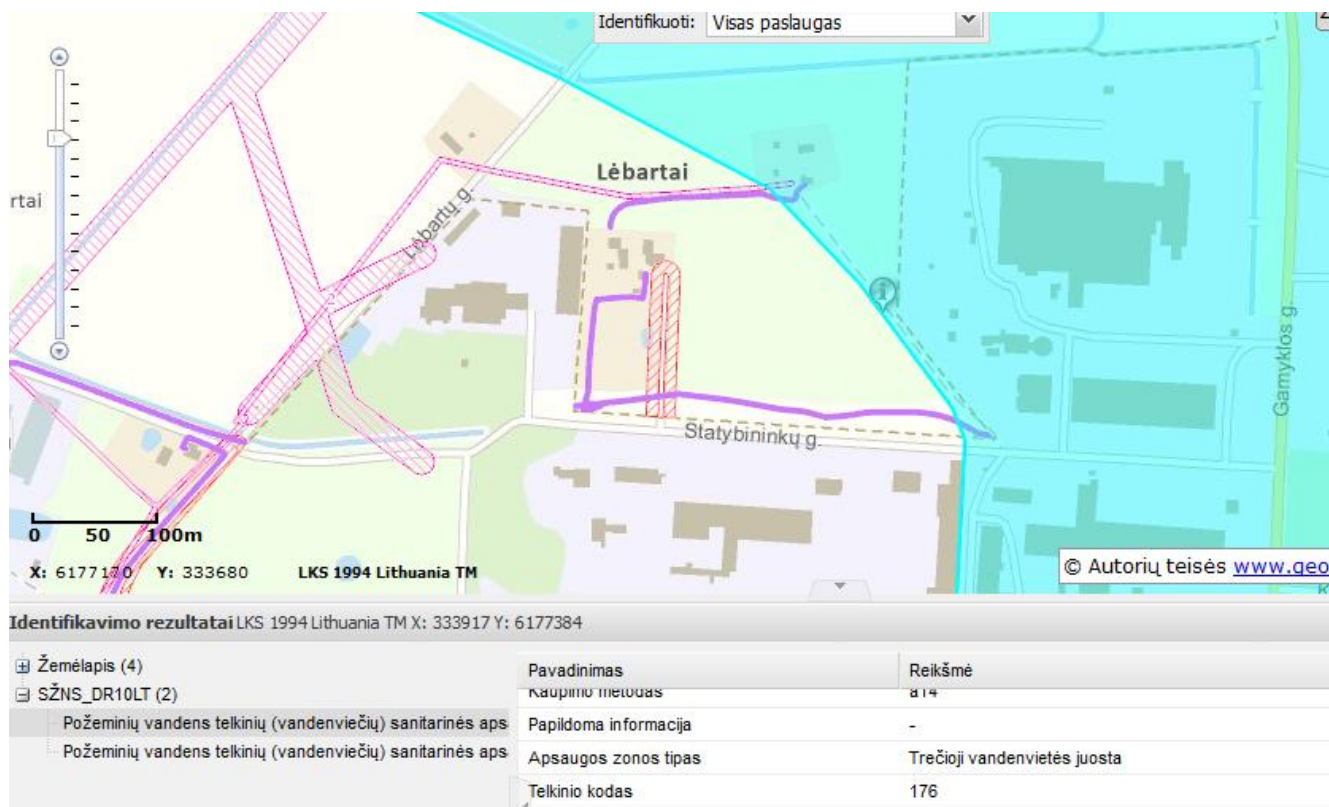 Identifikuoti: Visas paslaugas
rtai
Lėbartai
Lėbartų g.
Gamyklos g.
Statybininkų g.
0 50 100m
X: 6177170 Y: 333680 LKS 1994 Lithuania TM
© Autorių teisės www.geo
Identifikavimo rezultatai LKS 1994 Lithuania TM X: 333917 Y: 6177384
Žemėlapis (4)
SŽNS_DR10LT (2)
Požeminių vandens telkinių (vandenviečių) sanitarinės aps
Požeminių vandens telkinių (vandenviečių) sanitarinės aps
Pavadinimas Reikšmė
Kaupimo metodas a14
Papildoma informacija -
Apsaugos zonos tipas Trečioji vandenvietės juosta
Telkinio kodas 176